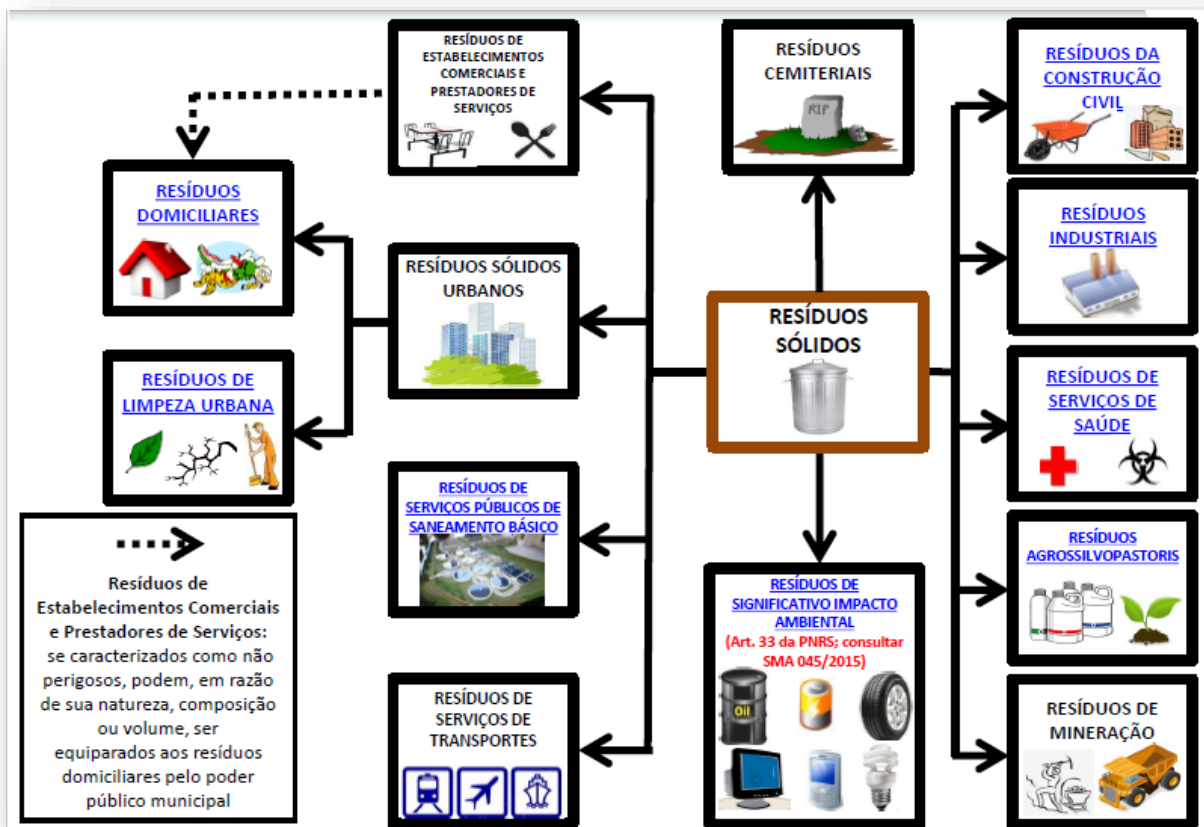 RESÍDUOS DE
ESTABELECIMENTOS
COMERCIAIS E
PRESTADORES DE
SERVIÇOS
RESÍDUOS
CEMITERIAIS
RIP
RESÍDUOS DA
CONSTRUÇÃO
CIVIL
RESÍDUOS
DOMICILIARES
RESÍDUOS SÓLIDOS
URBANOS
RESÍDUOS
INDUSTRIAIS
RESÍDUOS
SÓLIDOS
RESÍDUOS DE
LIMPEZA URBANA
RESÍDUOS DE
SERVIÇOS DE
SAÚDE
RESÍDUOS DE
SERVIÇOS PÚBLICOS DE
SANEAMENTO BÁSICO
RESÍDUOS
AGROSSILVOPASTORIS
Resíduos de
Estabelecimentos Comerciais
e Prestadores de Serviços:
se caracterizados como não
perigosos, podem, em razão
de sua natureza, composição
ou volume, ser
equiparados aos resíduos
domiciliares pelo poder
público municipal
RESÍDUOS DE
SIGNIFICATIVO IMPACTO
AMBIENTAL
(Art. 33 da PNRS; consultar
SMA 045/2015)
Oil
RESÍDUOS DE
SERVIÇOS DE
TRANSPORTES
RESÍDUOS DE
MINERAÇÃO